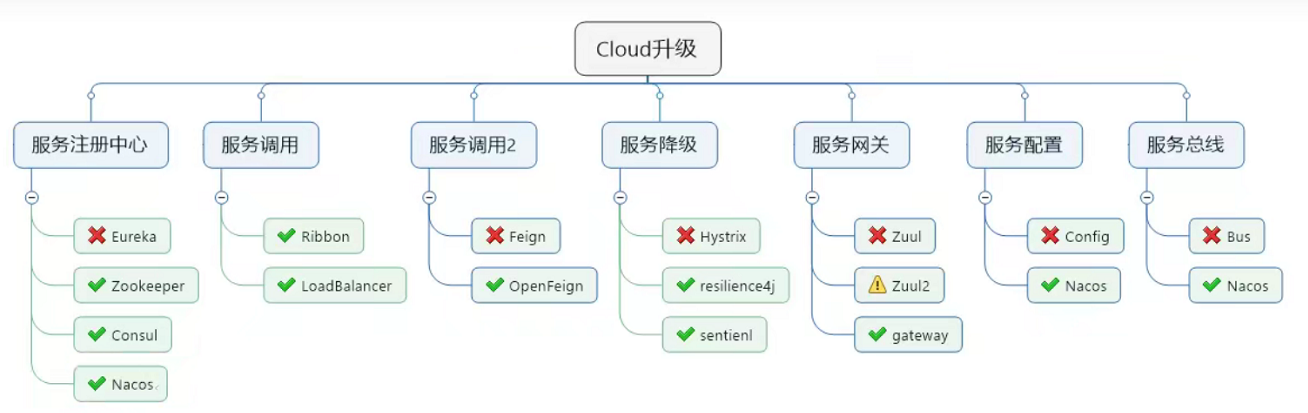 Cloud升级
服务注册中心
服务调用
服务调用2
服务降级
服务网关
服务配置
服务总线
Eureka
Ribbon
Feign
Hystrix
Zuul
Config
Bus
Zookeeper
LoadBalancer
OpenFeign
resilience4j
Zuul2
Nacos
Nacos
Consul
sentienl
gateway
Nacos